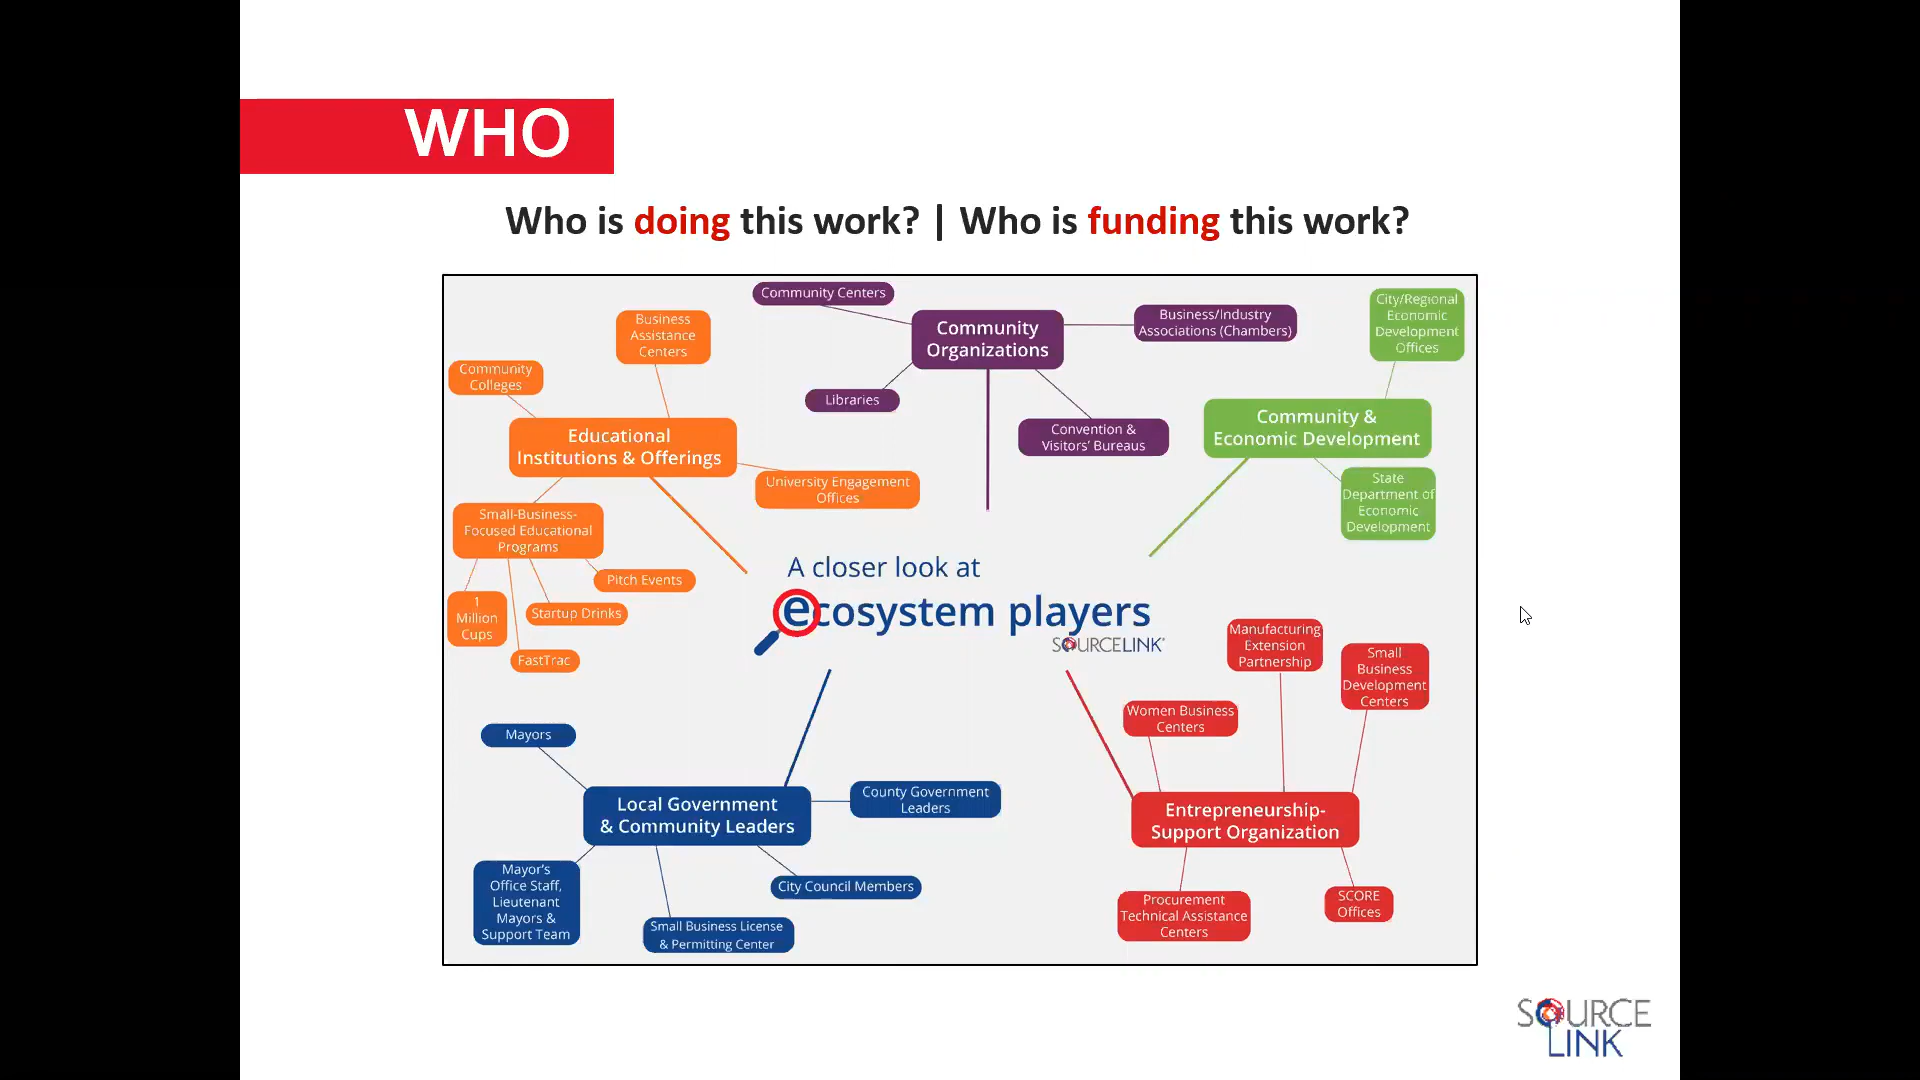 WHO
Who is doing this work? | Who is funding this work?
Community Centers
Community
Organizations
Business/Industry
Associations (Chambers)
Libraries
Convention &
Visitors' Bureaus
City/Regional
Economic
Development
Offices
Community &
Economic Development
State
Department of
Economic
Development
Business
Assistance
Centers
Community
Colleges
Educational
Institutions & Offerings
University Engagement
Offices
Small-Business-
Focused Educational
Programs
Pitch Events
Startup Drinks
1
Million
Cups
FastTrac
A closer look at
ecosystem players
SOURCELINK®
Manufacturing
Extension
Partnership
Small
Business
Development
Centers
Women Business
Centers
Entrepreneurship-
Support Organization
Procurement
Technical Assistance
Centers
SCORE
Offices
Mayors
Local Government
& Community Leaders
County Government
Leaders
City Council Members
Mayor's
Office Staff,
Lieutenant
Mayors &
Support Team
Small Business License
& Permitting Center
SOURCE
LINK